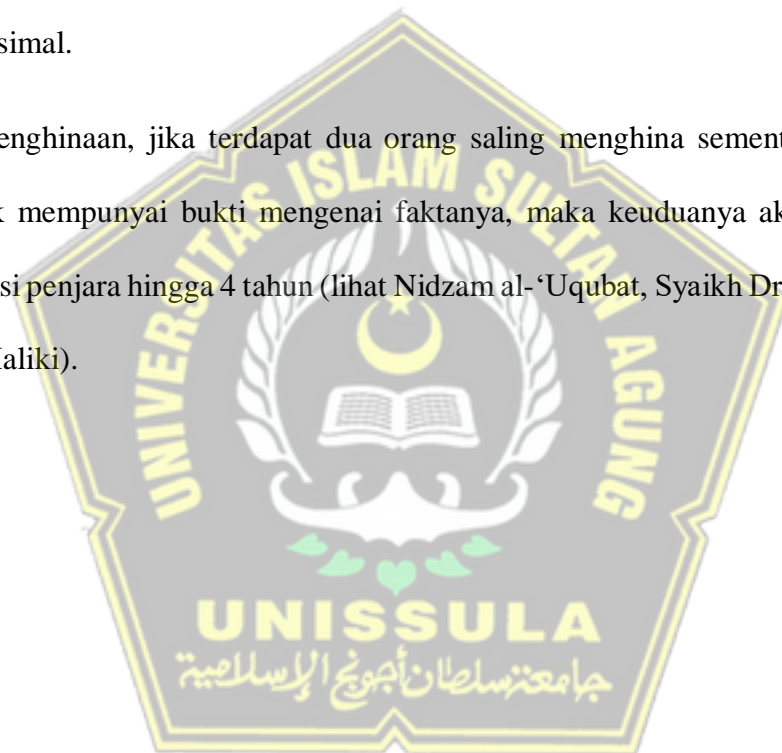 simal.
enghinaan, jika terdapat dua orang saling menghina sement
k mempunyai bukti mengenai faktanya, maka keuduanya ak
si penjara hingga 4 tahun (lihat Nidzam al-‘Uqubat, Syaikh Dr
aliki).
UNIVERSITAS ISLAM SULTAN AGUNG
UNISSULA
جامعة سلطان أجونج الإسلامية